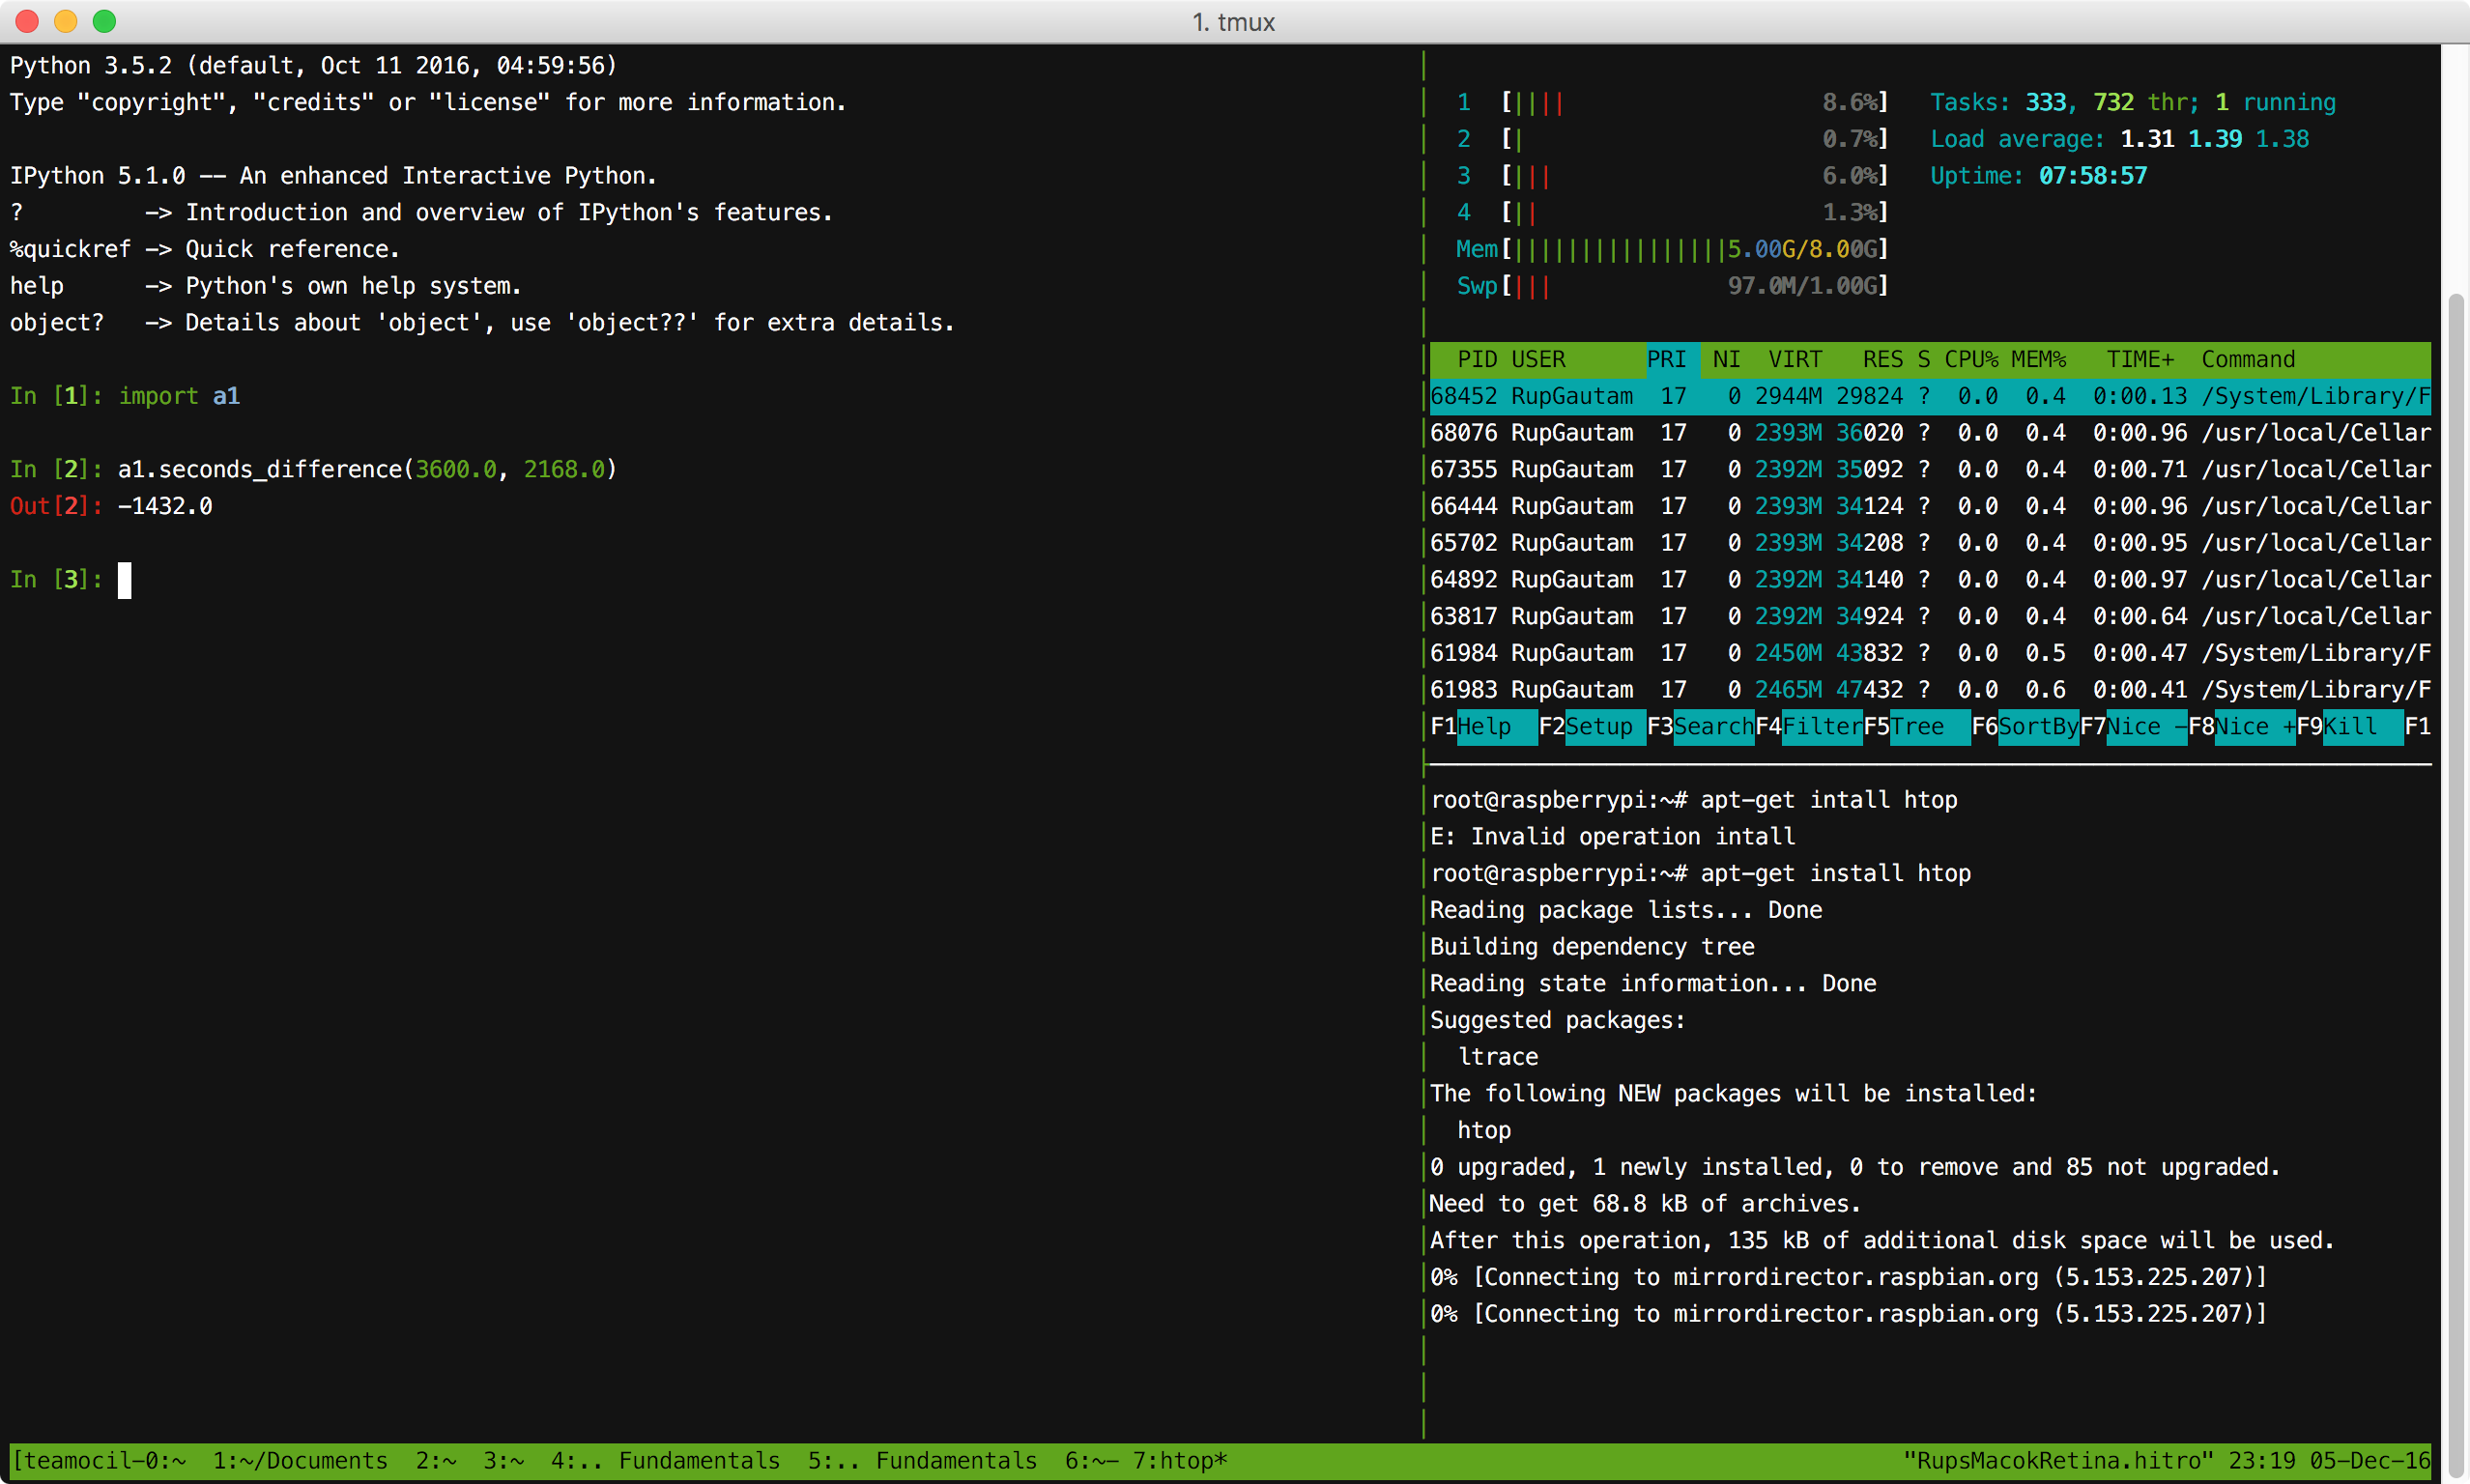 1. tmux
Python 3.5.2 (default, Oct 11 2016, 04:59:56)
Type "copyright", "credits" or "license" for more information.
IPython 5.1.0 -- An enhanced Interactive Python.
?         -> Introduction and overview of IPython's features.
%quickref -> Quick reference.
help      -> Python's own help system.
object?   -> Details about 'object', use 'object??' for extra details.
In [1]: import a1
In [2]: a1.seconds_difference(3600.0, 2168.0)
Out[2]: -1432.0
In [3]:
1  [||||                   8.6%]   Tasks: 333, 732 thr; 1 running
2  [|                      0.7%]   Load average: 1.31 1.39 1.38
3  [|||                    6.0%]   Uptime: 07:58:57
4  [||                     1.3%]
Mem[||||||||||||||||5.00G/8.00G]
Swp[|||             97.0M/1.00G]
  PID USER      PRI  NI  VIRT   RES S CPU% MEM%   TIME+  Command
68452 RupGautam  17   0 2944M 29824 ?  0.0  0.4  0:00.13 /System/Library/F
68076 RupGautam  17   0 2393M 36020 ?  0.0  0.4  0:00.96 /usr/local/Cellar
67355 RupGautam  17   0 2392M 35092 ?  0.0  0.4  0:00.71 /usr/local/Cellar
66444 RupGautam  17   0 2393M 34124 ?  0.0  0.4  0:00.96 /usr/local/Cellar
65702 RupGautam  17   0 2393M 34208 ?  0.0  0.4  0:00.95 /usr/local/Cellar
64892 RupGautam  17   0 2392M 34140 ?  0.0  0.4  0:00.97 /usr/local/Cellar
63817 RupGautam  17   0 2392M 34924 ?  0.0  0.4  0:00.64 /usr/local/Cellar
61984 RupGautam  17   0 2450M 43832 ?  0.0  0.5  0:00.47 /System/Library/F
61983 RupGautam  17   0 2465M 47432 ?  0.0  0.6  0:00.41 /System/Library/F
F1Help  F2Setup F3SearchF4FilterF5Tree  F6SortByF7Nice -F8Nice +F9Kill  F1
root@raspberrypi:~# apt-get intall htop
E: Invalid operation intall
root@raspberrypi:~# apt-get install htop
Reading package lists... Done
Building dependency tree
Reading state information... Done
Suggested packages:
  ltrace
The following NEW packages will be installed:
  htop
0 upgraded, 1 newly installed, 0 to remove and 85 not upgraded.
Need to get 68.8 kB of archives.
After this operation, 135 kB of additional disk space will be used.
0% [Connecting to mirrordirector.raspbian.org (5.153.225.207)]
0% [Connecting to mirrordirector.raspbian.org (5.153.225.207)]
[teamocil-0:~  1:~/Documents  2:~  3:~  4:.. Fundamentals  5:.. Fundamentals  6:~- 7:htop*   "RupsMacokRetina.hitro" 23:19 05-Dec-16